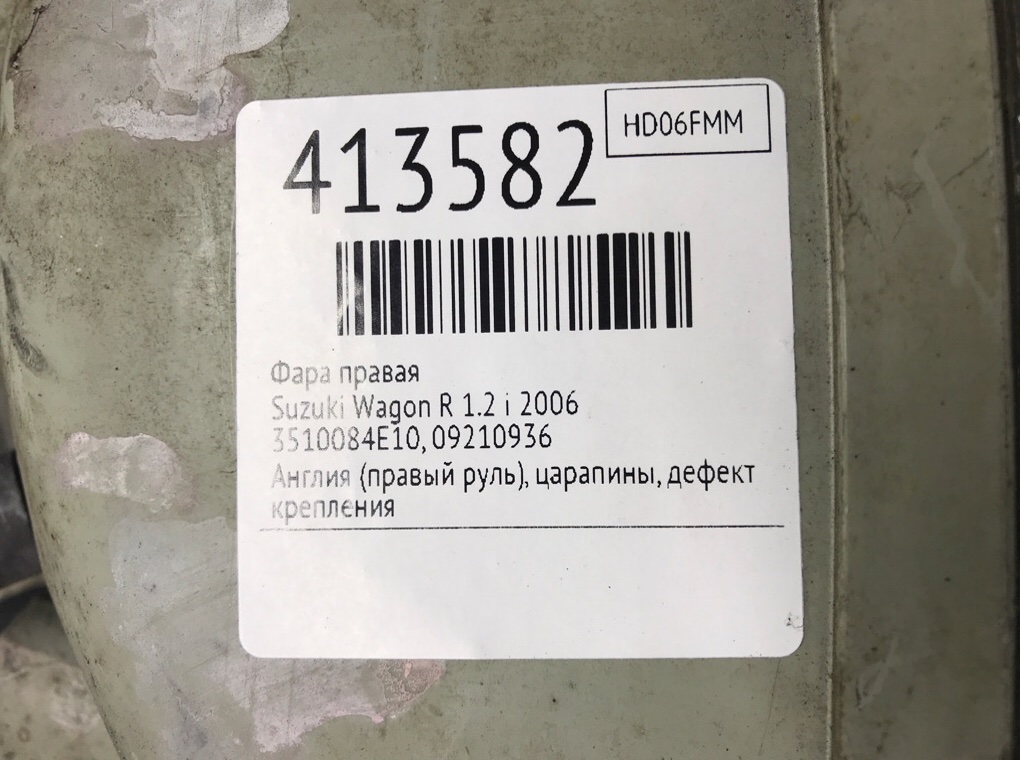 413582
HD06FMM
Фара правая
Suzuki Wagon R 1.2 i 2006
3510084E10, 09210936
Англия (правый руль), царапины, дефект
крепления